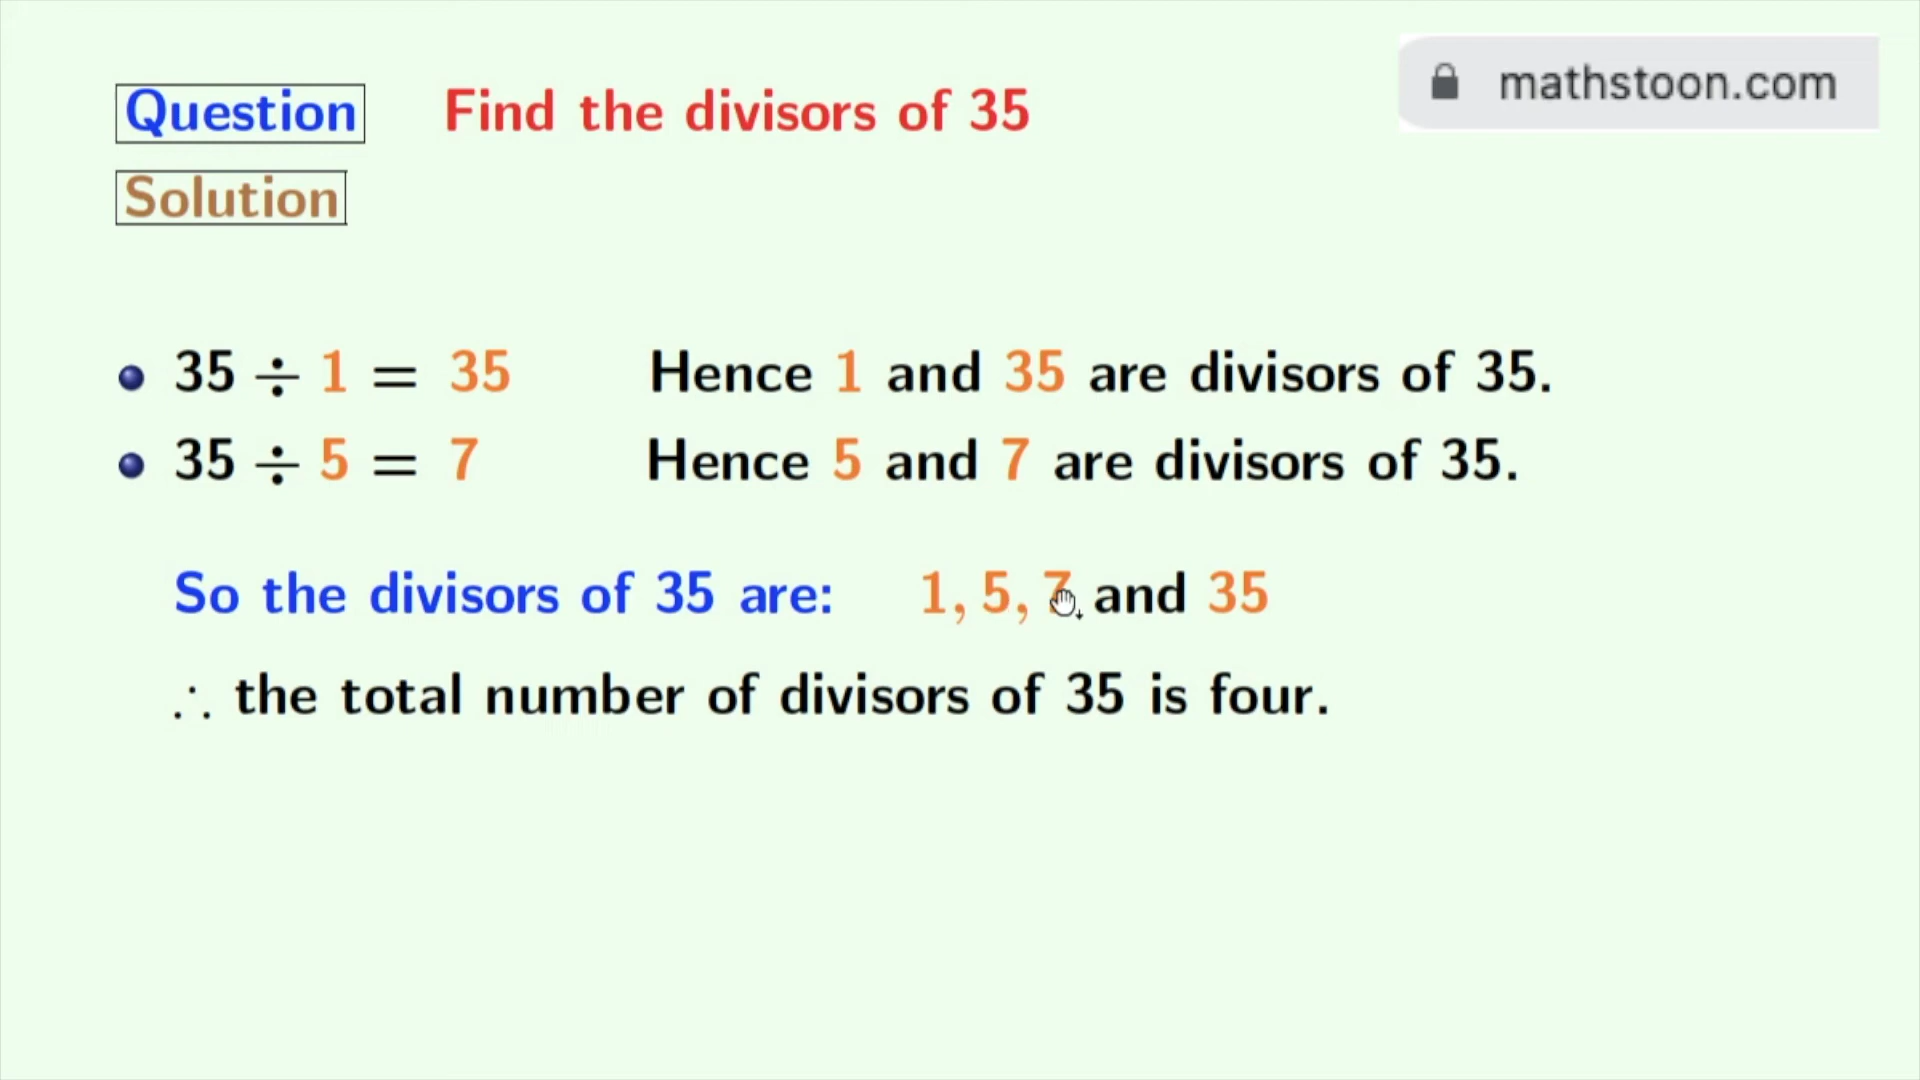 Question Find the divisors of 35
mathstoon.com
Solution
35 ÷ 1 = 35 Hence 1 and 35 are divisors of 35.
35 ÷ 5 = 7 Hence 5 and 7 are divisors of 35.
So the divisors of 35 are: 1, 5, 7 and 35
∴ the total number of divisors of 35 is four.